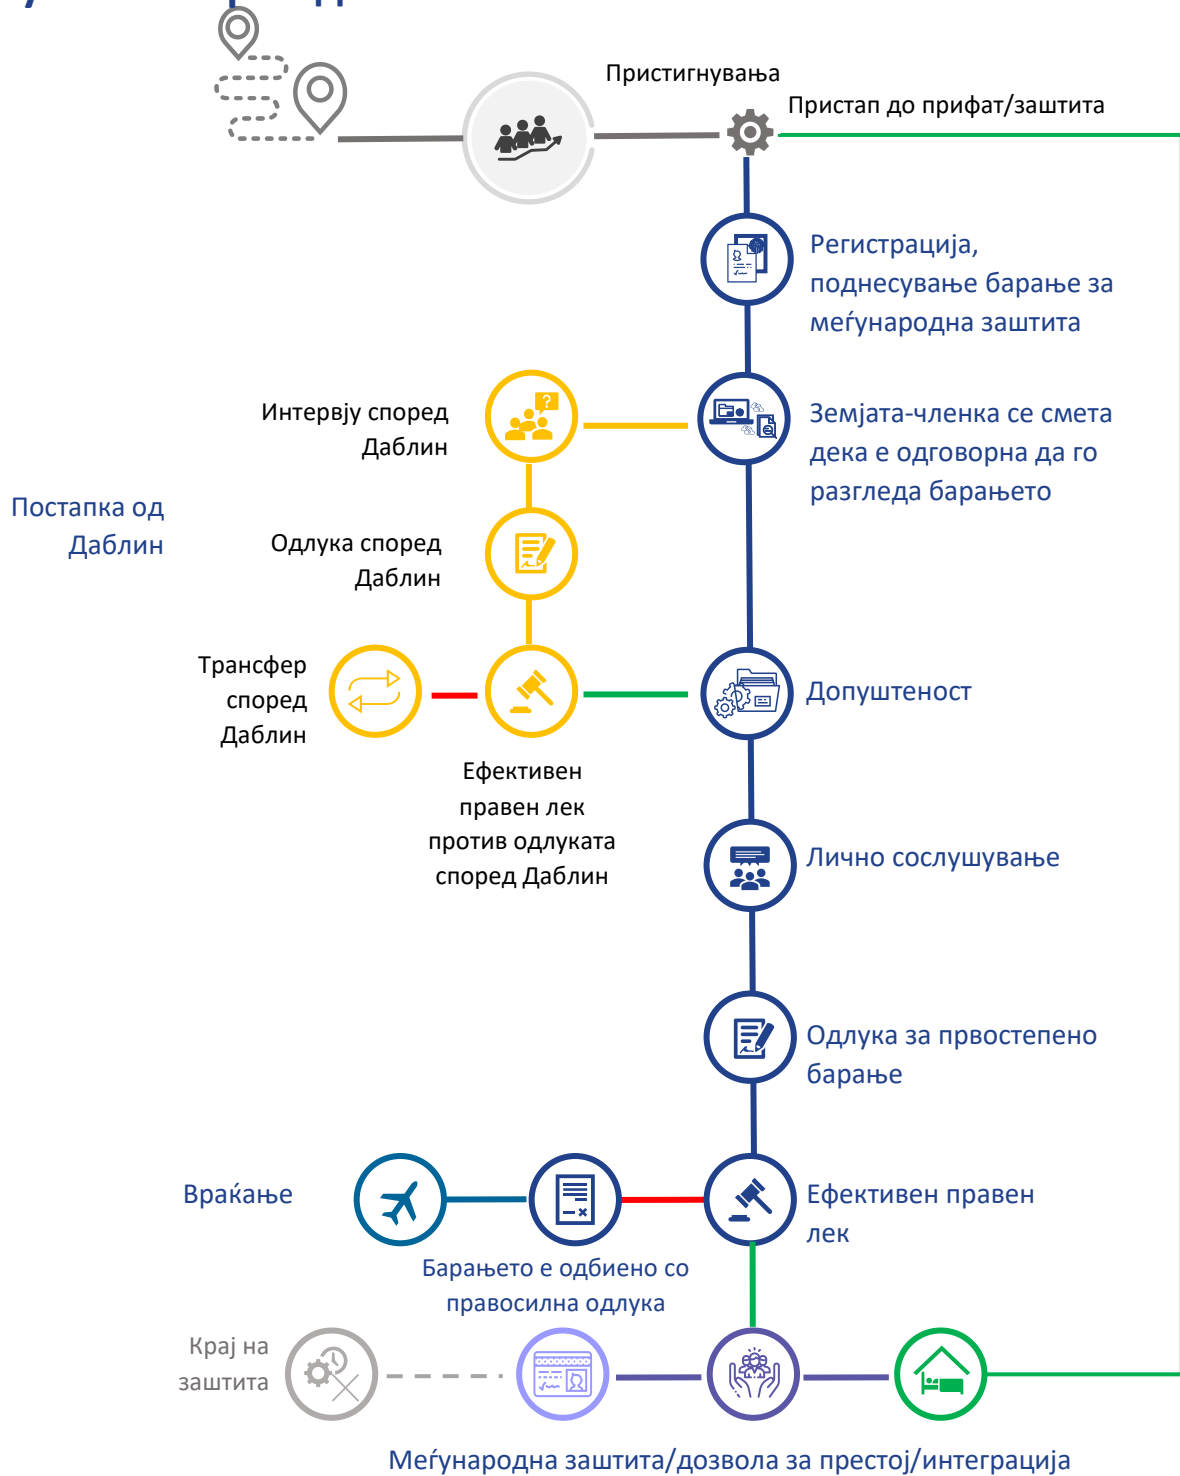 Пристигнувања
Пристап до прифат/заштита
Регистрација,
поднесување барање за
меѓународна заштита
Интервју според
Даблин
Земјата-членка се смета
дека е одговорна да го
разгледа барањето
Постапка од
Даблин
Одлука според
Даблин
Трансфер
според
Даблин
Допуштеност
Ефективен
правен лек
против одлуката
според Даблин
Лично сослушување
Одлука за првостепено
барање
Враќање
Ефективен правен
лек
Барањето е одбиено со
правосилна одлука
Крај на
заштита
Меѓународна заштита/дозвола за престој/интеграција